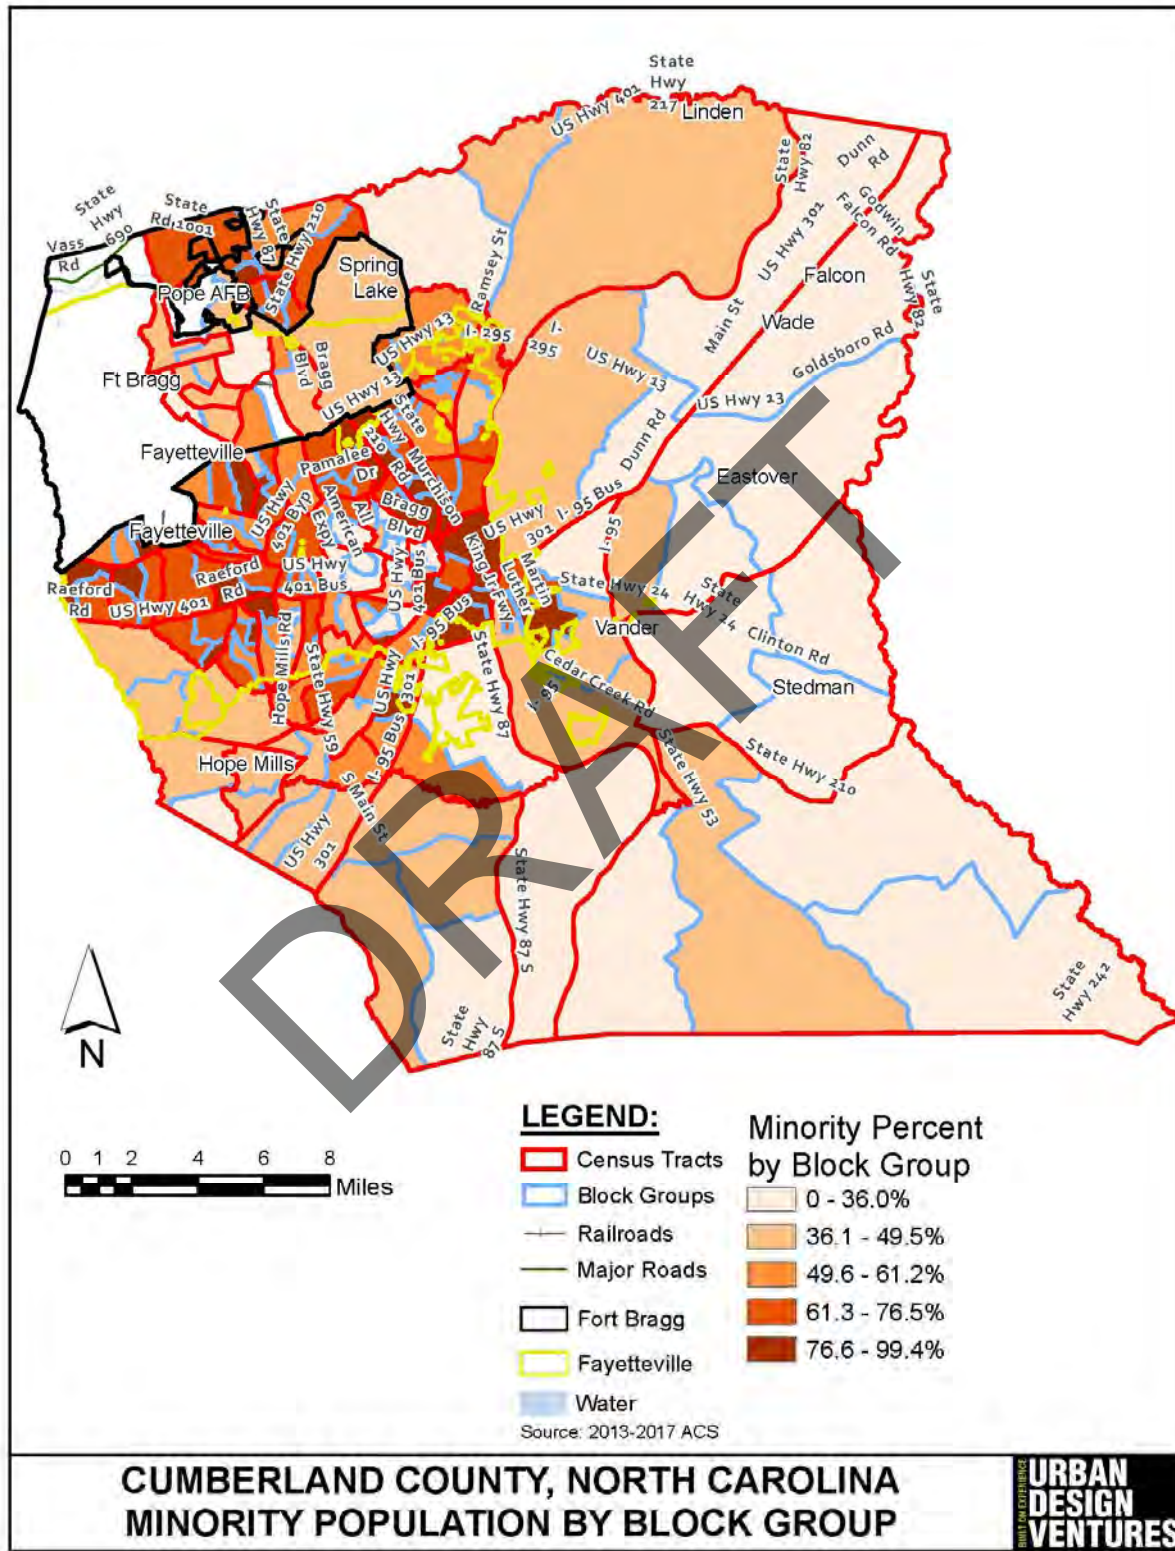 State
Hwy
217
US Hwy 401
Linden
State
Hwy 82
Dunn
Rd
Godwin
Falcon Rd
State
Hwy 82
US Hwy 301
Main St
Falcon
Wade
Goldsboro Rd
US Hwy 13
State
Hwy
690
Vass
Rd
State
Rd 1001
State
Hwy 87
State Hwy 210
Pope AFB
Spring
Lake
Ramsey St
I-295
I-
295
US Hwy 13
US Hwy 13
Ft Bragg
Bragg
Blvd
US Hwy 13
State
Hwy
210
Murchison
Rd
Dunn Rd
Eastover
Fayetteville
Pamalee
Dr
Bragg
Blvd
All
American
Expy
US Hwy
401 Byp
US Hwy
301
I-95 Bus
I-95
Fayetteville
Raeford
Rd
US Hwy 401
Raeford
Rd
US Hwy
401 Bus
US Hwy
401 Bus
Martin
Luther
King Jr Fwy
State Hwy 24
State
Hwy 24
Vander
Clinton Rd
Stedman
I-95 Bus
Hope Mills Rd
State Hwy 59
US Hwy
301
I-95 Bus
State Hwy 87
Cedar Creek Rd
I-95
State Hwy 53
State Hwy 210
Hope Mills
S Main St
US Hwy
301
State Hwy 87 S
State
Hwy
87 S
State
Hwy 242
DRAFT
N
0 1 2 4 6 8
Miles
LEGEND:
Census Tracts
Block Groups
Railroads
Major Roads
Fort Bragg
Fayetteville
Water
Source: 2013-2017 ACS
Minority Percent
by Block Group
0 - 36.0%
36.1 - 49.5%
49.6 - 61.2%
61.3 - 76.5%
76.6 - 99.4%
CUMBERLAND COUNTY, NORTH CAROLINA
MINORITY POPULATION BY BLOCK GROUP
BUILT ON EXPERIENCE
URBAN
DESIGN
VENTURES